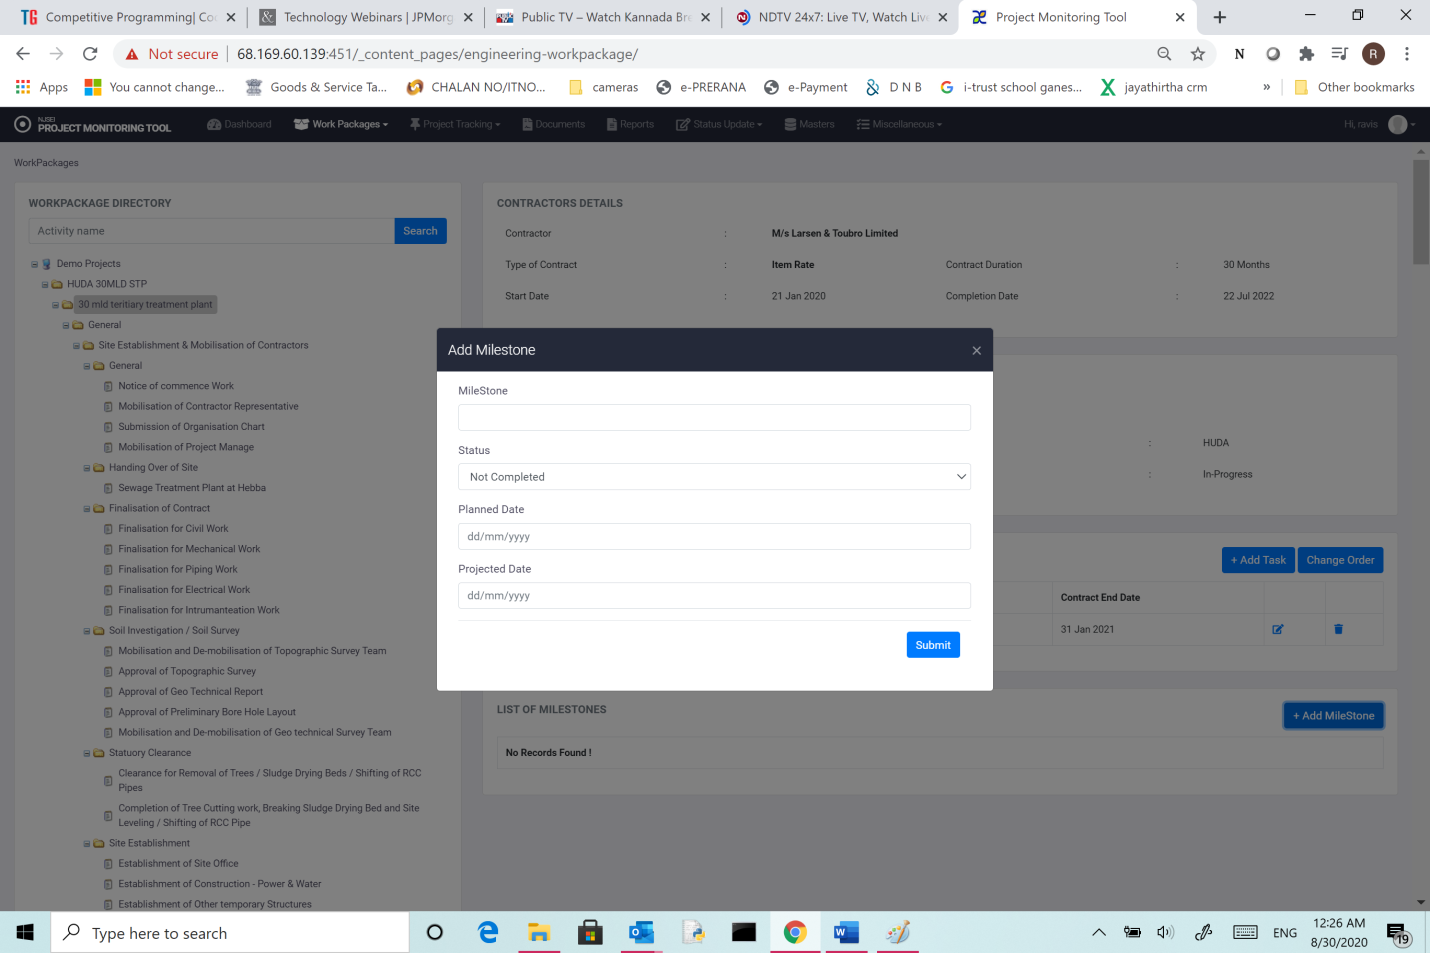 Competitive Programming| Co
Technology Webinars | JPMorg
Public TV – Watch Kannada Bre
NDTV 24x7: Live TV, Watch Live
Project Monitoring Tool
Not secure
68.169.60.139:451/_content_pages/engineering-workpackage/
N
R
Apps
You cannot change...
Goods & Service Ta...
CHALAN NO/ITNO...
cameras
e-PRERANA
e-Payment
D N B
i-trust school ganes...
jayathirtha crm
»
Other bookmarks
NJSEI
PROJECT MONITORING TOOL
Dashboard
Work Packages
Project Tracking
Documents
Reports
Status Update
Masters
Miscellaneous
Hi, ravis
WorkPackages
WORKPACKAGE DIRECTORY
Activity name
Search
Demo Projects
HUDA 30MLD STP
30 mld teritiary treatment plant
General
Site Establishment & Mobilisation of Contractors
General
Notice of commence Work
Mobilisation of Contractor Representative
Submission of Organisation Chart
Mobilisation of Project Manage
Handing Over of Site
Sewage Treatment Plant at Hebba
Finalisation of Contract
Finalisation for Civil Work
Finalisation for Mechanical Work
Finalisation for Piping Work
Finalisation for Electrical Work
Finalisation for Intrumanteation Work
Soil Investigation / Soil Survey
Mobilisation and De-mobilisation of Topographic Survey Team
Approval of Topographic Survey
Approval of Geo Technical Report
Approval of Preliminary Bore Hole Layout
Mobilisation and De-mobilisation of Geo technical Survey Team
Statuory Clearance
Clearance for Removal of Trees / Sludge Drying Beds / Shifting of RCC
Pipes
Completion of Tree Cutting work, Breaking Sludge Drying Bed and Site
Leveling / Shifting of RCC Pipe
Site Establishment
Establishment of Site Office
Establishment of Construction - Power & Water
Establishment of Other temporary Structures
CONTRACTORS DETAILS
Contractor : M/s Larsen & Toubro Limited
Type of Contract : Item Rate Contract Duration : 30 Months
Start Date : 21 Jan 2020 Completion Date : 22 Jul 2022
: HUDA
: In-Progress
+ Add Task
Change Order
Contract End Date
31 Jan 2021
LIST OF MILESTONES
+ Add MileStone
No Records Found !
Add Milestone
×
MileStone
Status
Not Completed
Planned Date
dd/mm/yyyy
Projected Date
dd/mm/yyyy
Submit
Type here to search
ENG
12:26 AM
8/30/2020
19